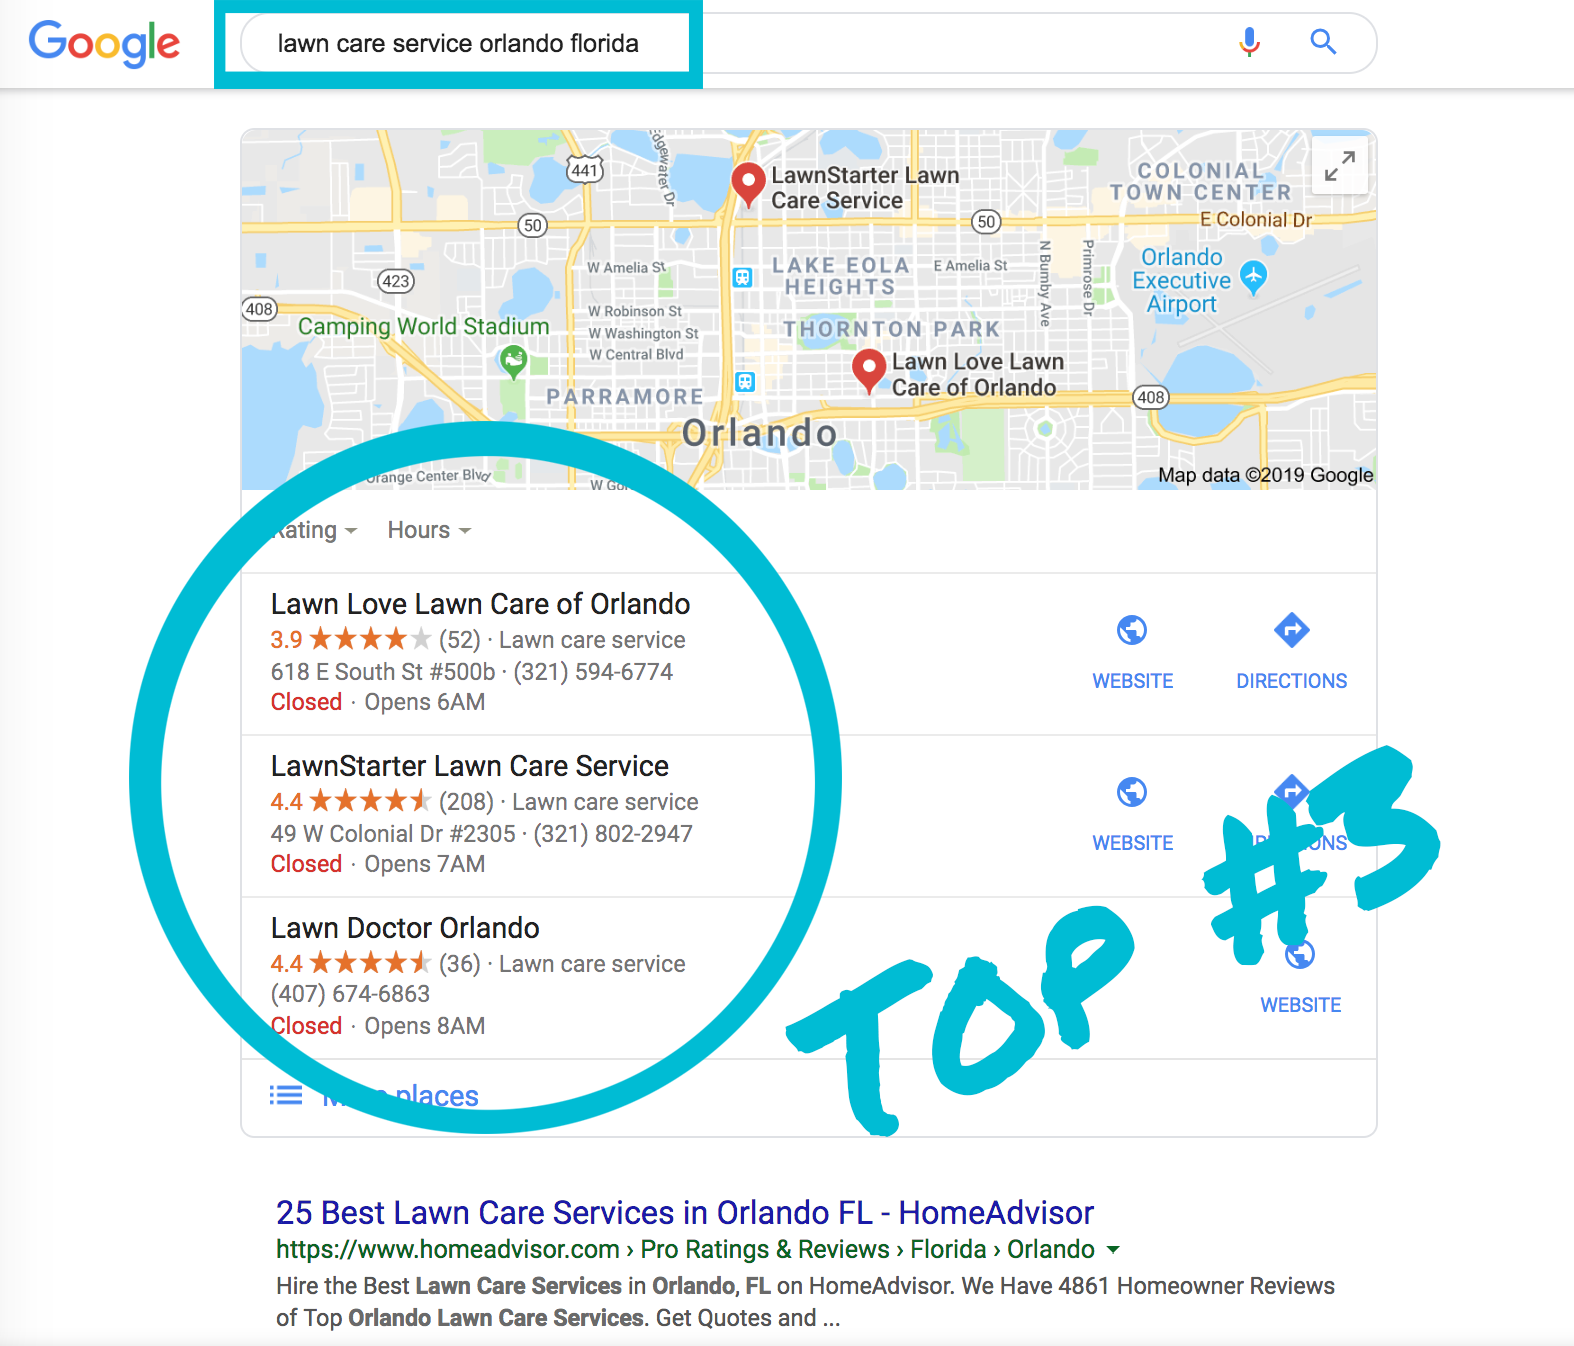 Google
lawn care service orlando florida
441
Edgewater Dr
LawnStarter Lawn
Care Service
COLONIAL
TOWN CENTER
50
50
E Colonial Dr
W Amelia St
LAKE EOLA
HEIGHTS
E Amelia St
N Bumby Ave
Primrose Dr
Orlando
Executive
Airport
423
408
Camping World Stadium
W Robinson St
W Washington St
W Central Blvd
THORNTON PARK
Lawn Love Lawn
Care of Orlando
PARRAMORE
408
Orlando
Orange Center Blvd
Map data ©2019 Google
Rating
Hours
Lawn Love Lawn Care of Orlando
3.9 (52) · Lawn care service
618 E South St #500b · (321) 594-6774
Closed · Opens 6AM
WEBSITE
DIRECTIONS
LawnStarter Lawn Care Service
4.4 (208) · Lawn care service
49 W Colonial Dr #2305 · (321) 802-2947
Closed · Opens 7AM
WEBSITE
DIRECTIONS
Lawn Doctor Orlando
4.4 (36) · Lawn care service
(407) 674-6863
Closed · Opens 8AM
WEBSITE
TOP #3
More places
25 Best Lawn Care Services in Orlando FL - HomeAdvisor
https://www.homeadvisor.com › Pro Ratings & Reviews › Florida › Orlando
Hire the Best Lawn Care Services in Orlando, FL on HomeAdvisor. We Have 4861 Homeowner Reviews
of Top Orlando Lawn Care Services. Get Quotes and ...